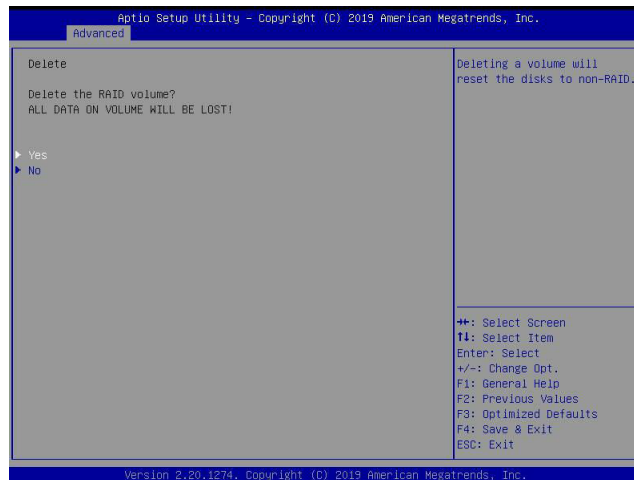 Aptio Setup Utility – Copyright (C) 2019 American Megatrends, Inc.
Advanced
Delete
Delete the RAID volume?
ALL DATA ON VOLUME WILL BE LOST!
Yes
No
Deleting a volume will
reset the disks to non-RAID.
→←: Select Screen
↑↓: Select Item
Enter: Select
+/-: Change Opt.
F1: General Help
F2: Previous Values
F3: Optimized Defaults
F4: Save & Exit
ESC: Exit
Version 2.20.1274. Copyright (C) 2019 American Megatrends, Inc.